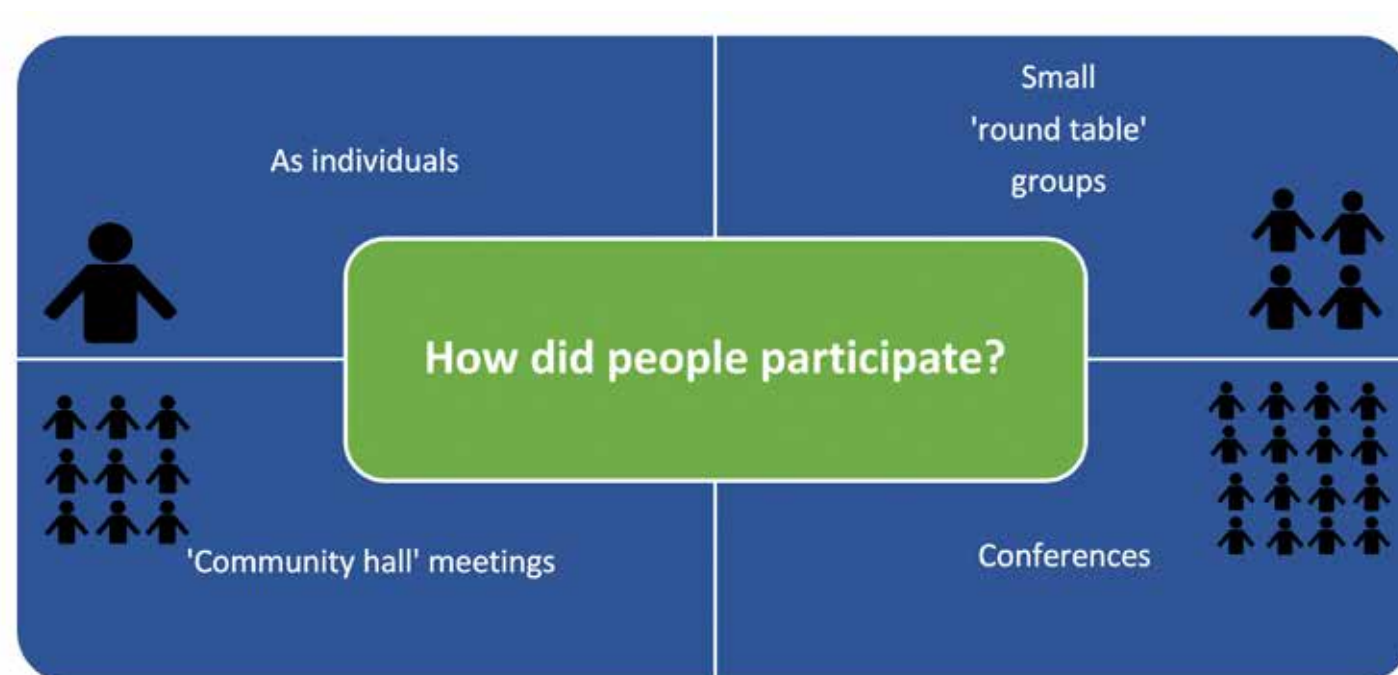 As individuals
Small
'round table'
groups
How did people participate?
'Community hall' meetings
Conferences